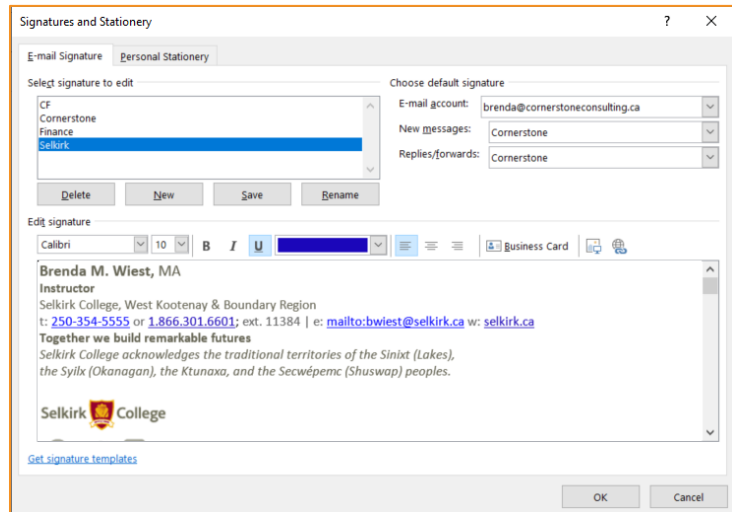 Signatures and Stationery ? ×
E-mail Signature Personal Stationery
Select signature to edit
CF
Cornerstone
Finance
Selkirk
Delete New Save Rename
Choose default signature
E-mail account: brenda@cornerstoneconsulting.ca
New messages: Cornerstone
Replies/forwards: Cornerstone
Edit signature
Calibri 10 B I U Business Card
Brenda M. Wiest, MA
Instructor
Selkirk College, West Kootenay & Boundary Region
t: 250-354-5555 or 1.866.301.6601; ext. 11384 | e: mailto:bwiest@selkirk.ca w: selkirk.ca
Together we build remarkable futures
Selkirk College acknowledges the traditional territories of the Sinixt (Lakes),
the Syilx (Okanagan), the Ktunaxa, and the Secwépemc (Shuswap) peoples.
Selkirk College
Get signature templates
OK Cancel